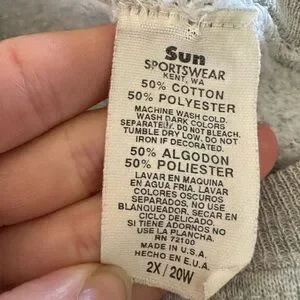 Sun
SPORTSWEAR
KENT, WA
50% COTTON
50% POLYESTER
MACHINE WASH COLD.
WASH DARK COLORS
SEPARATELY. DO NOT BLEACH.
TUMBLE DRY LOW. DO NOT
IRON IF DECORATED.
50% ALGODON
50% POLIESTER
LAVAR EN MAQUINA
EN AGUA FRIA. LAVAR
COLORES OSCUROS
SEPARADOS. NO USE
BLANQUEADOR. SECAR EN
CICLO DELICADO.
SI TIENE ADORNOS NO
USE LA PLANCHA.
RN 72100
MADE IN U.S.A.
HECHO EN E.U.A.
2X/20W